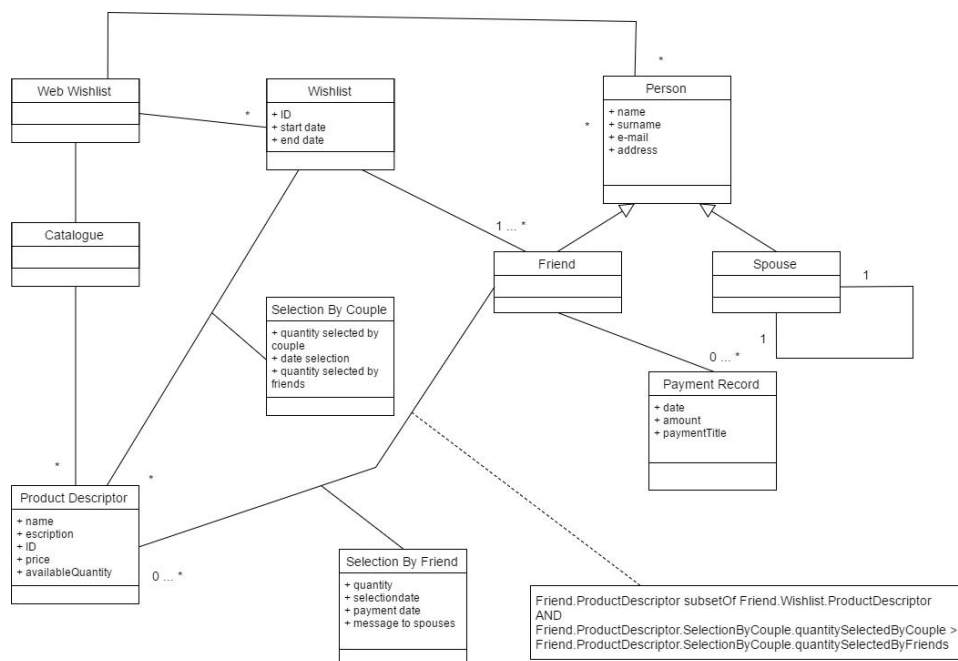 *
Web Wishlist
Wishlist
+ ID
+ start date
+ end date
*
Person
+ name
+ surname
+ e-mail
+ address
*
Catalogue
1 ... *
Friend
Spouse
1
1
Selection By Couple
+ quantity selected by
couple
+ date selection
+ quantity selected by
friends
0 ... *
Payment Record
+ date
+ amount
+ paymentTitle
*
*
Product Descriptor
+ name
+ escription
+ ID
+ price
+ availableQuantity
0 ... *
Selection By Friend
+ quantity
+ selectiondate
+ payment date
+ message to spouses
Friend.ProductDescriptor subsetOf Friend.Wishlist.ProductDescriptor
AND
Friend.ProductDescriptor.SelectionByCouple.quantitySelectedByCouple >
Friend.ProductDescriptor.SelectionByCouple.quantitySelectedByFriends